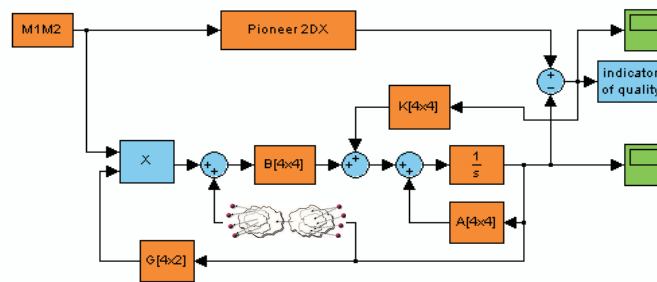 M1M2
Pioneer 2DX
+
−
indicator
of quality
K[4x4]
X
+
+
B[4x4]
+
+
+
+
1
s
A[4x4]
G[4x2]